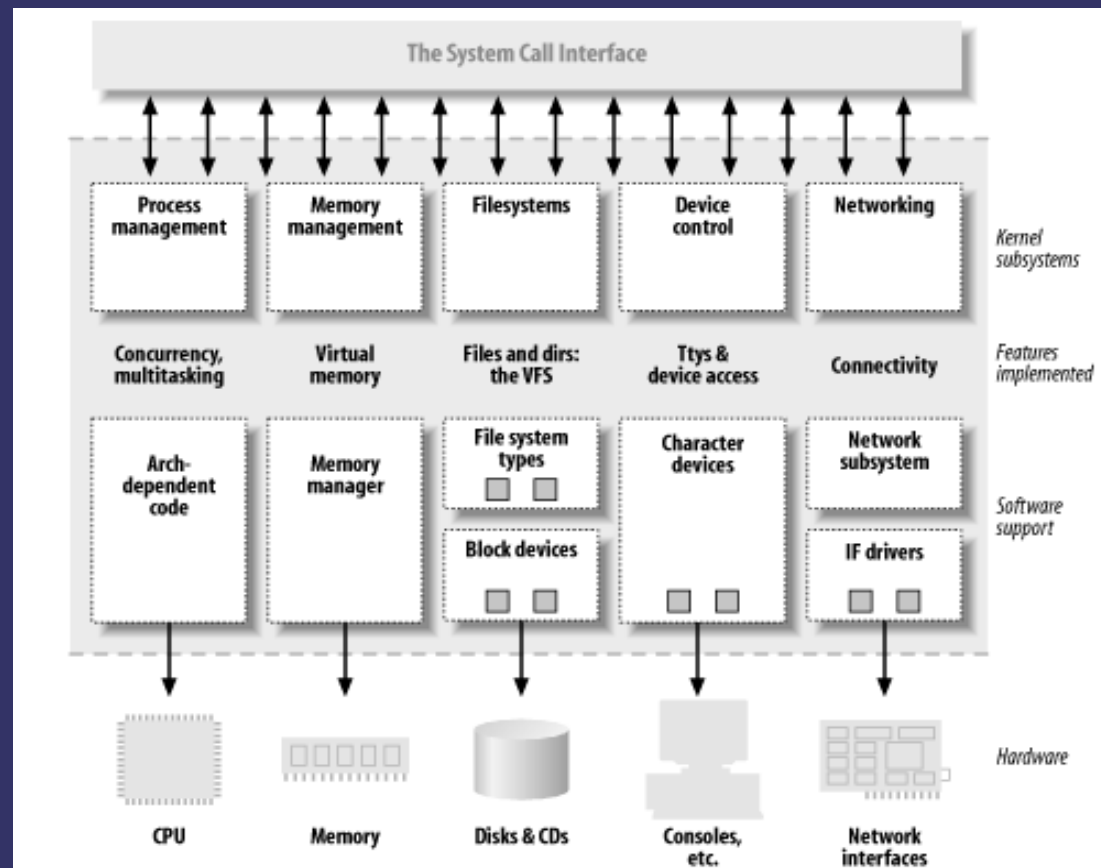 The System Call Interface
Process
management
Memory
management
Filesystems
Device
control
Networking
Kernel
subsystems
Concurrency,
multitasking
Virtual
memory
Files and dirs:
the VFS
Ttys &
device access
Connectivity
Features
implemented
Arch-
dependent
code
Memory
manager
File system
types
Block devices
Character
devices
Network
subsystem
IF drivers
Software
support
CPU
Memory
Disks & CDs
Consoles,
etc.
Network
interfaces
Hardware